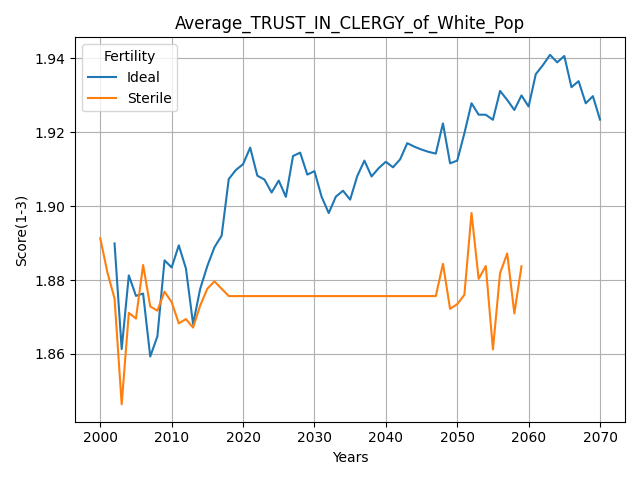 Average_TRUST_IN_CLERGY_of_White_Pop
Fertility
Ideal
Sterile
1.94
1.92
1.90
1.88
1.86
Score(1-3)
2000 2010 2020 2030 2040 2050 2060 2070
Years